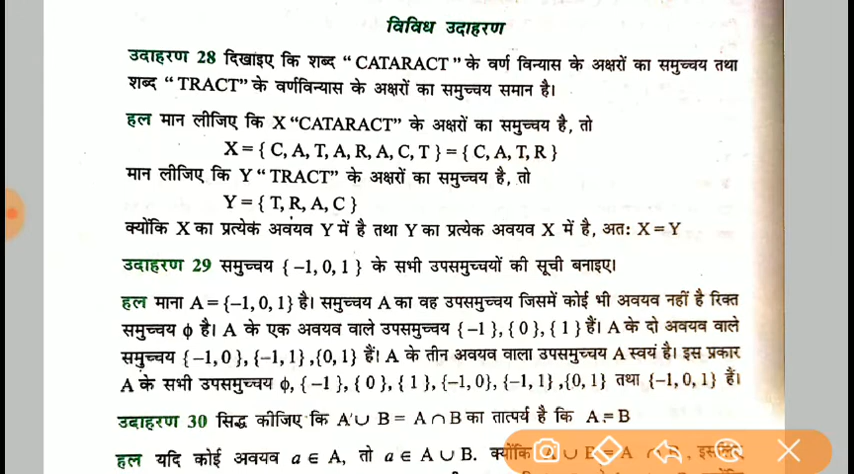 विविध उदाहरण
उदाहरण 28 दिखाइए कि शब्द “ CATARACT ” के वर्ण विन्यास के अक्षरों का समुच्चय तथा
शब्द “ TRACT” के वर्णविन्यास के अक्षरों का समुच्चय समान है।
हल मान लीजिए कि X “CATARACT” के अक्षरों का समुच्चय है, तो
X = { C, A, T, A, R, A, C, T } = { C, A, T, R }
मान लीजिए कि Y “ TRACT” के अक्षरों का समुच्चय है, तो
Y = { T, R, A, C }
क्योंकि X का प्रत्येक अवयव Y में है तथा Y का प्रत्येक अवयव X में है, अतः X = Y
उदाहरण 29 समुच्चय { –1, 0, 1 } के सभी उपसमुच्चयों की सूची बनाइए।
हल माना A = {–1, 0, 1} है। समुच्चय A का वह उपसमुच्चय जिसमें कोई भी अवयव नहीं है रिक्त
समुच्चय ϕ है। A के एक अवयव वाले उपसमुच्चय { –1 }, { 0 }, { 1 } हैं। A के दो अवयव वाले
समुच्चय { –1, 0 }, {–1, 1} ,{0, 1} हैं। A के तीन अवयव वाला उपसमुच्चय A स्वयं है। इस प्रकार
A के सभी उपसमुच्चय ϕ, { –1 }, { 0 }, { 1 }, {–1, 0}, {–1, 1} ,{0, 1} तथा {–1, 0, 1} हैं।
उदाहरण 30 सिद्ध कीजिए कि A ∪ B = A ∩ B का तात्पर्य है कि A = B
हल यदि कोई अवयव a ∈ A, तो a ∈ A ∪ B. क्योंकि A ∪ B = A ∩ B, इसलिए